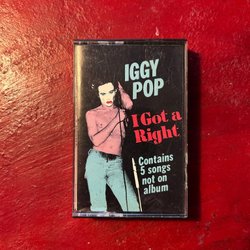 IGGY
POP
I Got a
Right
Contains
5 songs
not on
album